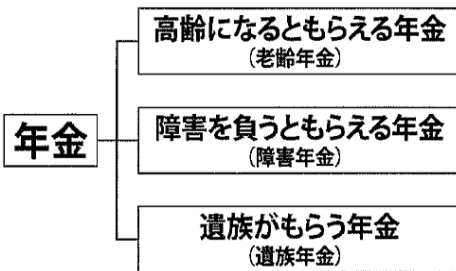 年金
高齢になるともらえる年金
(老齢年金)
障害を負うともらえる年金
(障害年金)
遺族がもらう年金
(遺族年金)